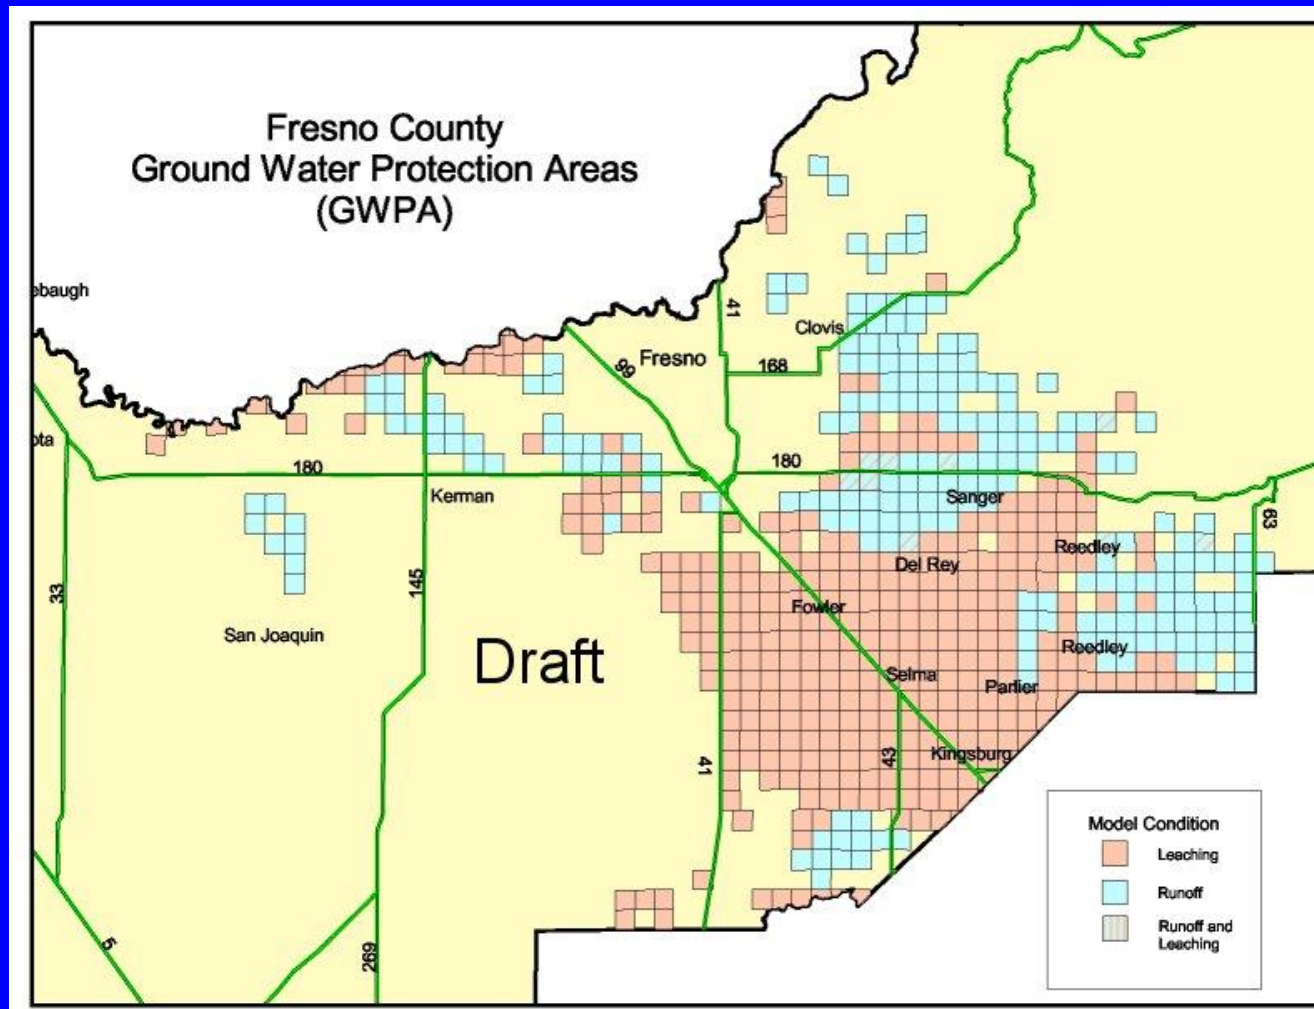 Fresno County
Ground Water Protection Areas
(GWPA)
ebaugh
41
Clovis
Fresno
99
168
ota
180
180
Kerman
Sanger
63
Reedley
Del Rey
33
145
Fowler
San Joaquin
Draft
Reedley
Selma
Parlier
41
43
Kingsburg
Model Condition
Leaching
Runoff
Runoff and
Leaching
5
269